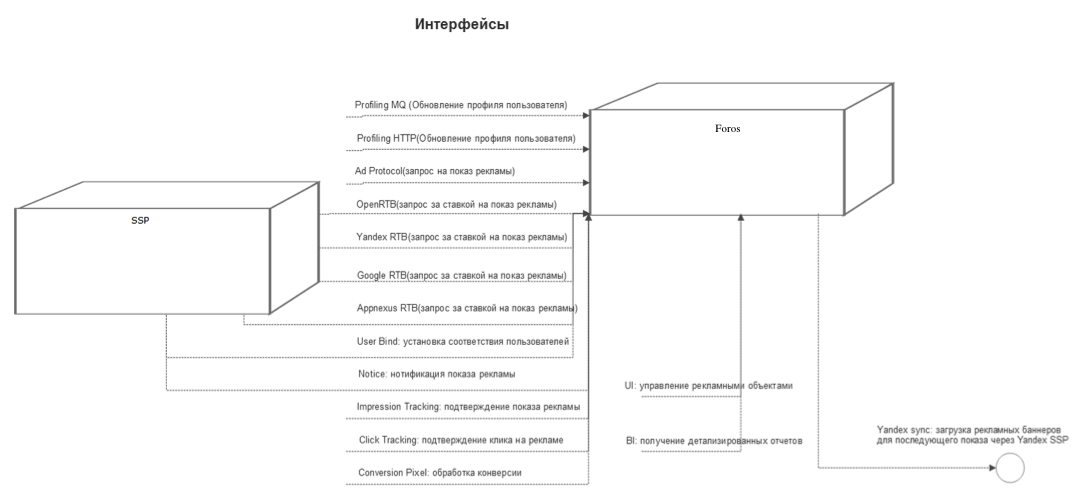 Интерфейсы
Profiling MQ (Обновление профиля пользователя)
Foros
Profiling HTTP(Обновление профиля пользователя)
Ad Protocol(запрос на показ рекламы)
OpenRTB(запрос за ставкой на показ рекламы)
SSP
Yandex RTB(запрос за ставкой на показ рекламы)
Google RTB(запрос за ставкой на показ рекламы)
Appnexus RTB(запрос за ставкой на показ рекламы)
User Bind: установка соответствия пользователей
Notice: нотификация показа рекламы
UI: управление рекламными объектами
Impression Tracking: подтверждение показа рекламы
Click Tracking: подтверждение клика на рекламе
BI: получение детализированных отчетов
Yandex sync: загрузка рекламных баннеров
для последующего показа через Yandex SSP
Conversion Pixel: обработка конверсии